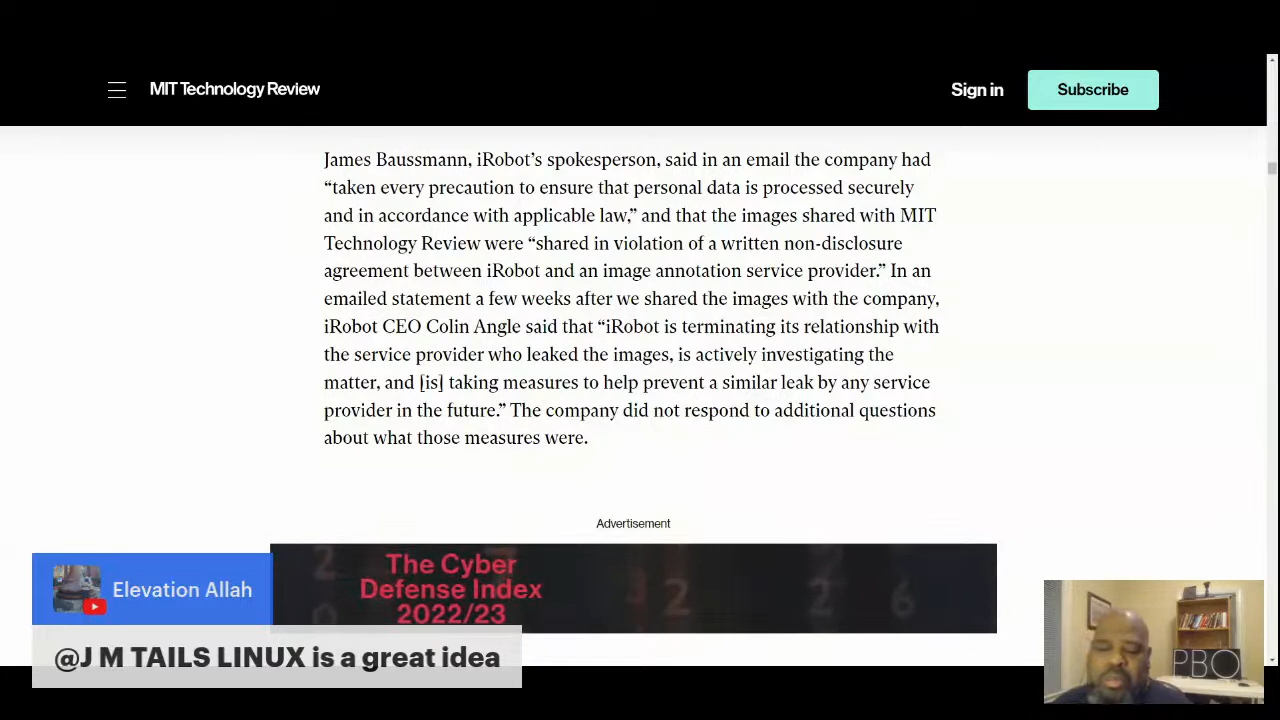 MIT Technology Review
Sign in
Subscribe
James Baussmann, iRobot’s spokesperson, said in an email the company had
“taken every precaution to ensure that personal data is processed securely
and in accordance with applicable law,” and that the images shared with MIT
Technology Review were “shared in violation of a written non-disclosure
agreement between iRobot and an image annotation service provider.” In an
emailed statement a few weeks after we shared the images with the company,
iRobot CEO Colin Angle said that “iRobot is terminating its relationship with
the service provider who leaked the images, is actively investigating the
matter, and [is] taking measures to help prevent a similar leak by any service
provider in the future.” The company did not respond to additional questions
about what those measures were.
Advertisement
The Cyber
Defense Index
2022/23
Elevation Allah
@J M TAILS LINUX is a great idea
PBO